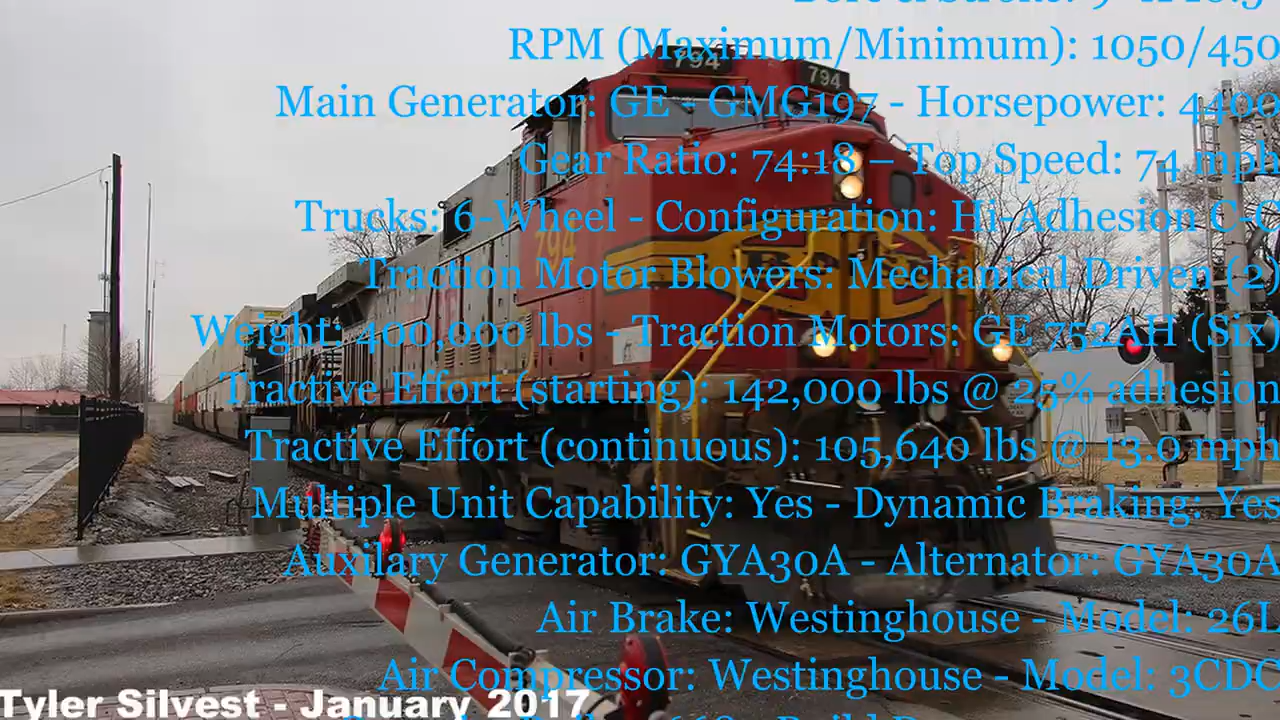 RPM (Maximum/Minimum): 1050/450
794
794
Main Generator: GE - GMG197 - Horsepower: 4400
Gear Ratio: 74:18 – Top Speed: 74 mph
Trucks: 6-Wheel - Configuration: Hi-Adhesion C-C
794
Traction Motor Blowers: Mechanical Driven (2)
Weight: 400,000 lbs - Traction Motors: GE 752AH (Six)
Tractive Effort (starting): 142,000 lbs @ 25% adhesion
Tractive Effort (continuous): 105,640 lbs @ 13.0 mph
Multiple Unit Capability: Yes - Dynamic Braking: Yes
Auxilary Generator: GYA30A - Alternator: GYA30A
Air Brake: Westinghouse - Model: 26L
Air Compressor: Westinghouse - Model: 3CDC
Tyler Silvest - January 2017